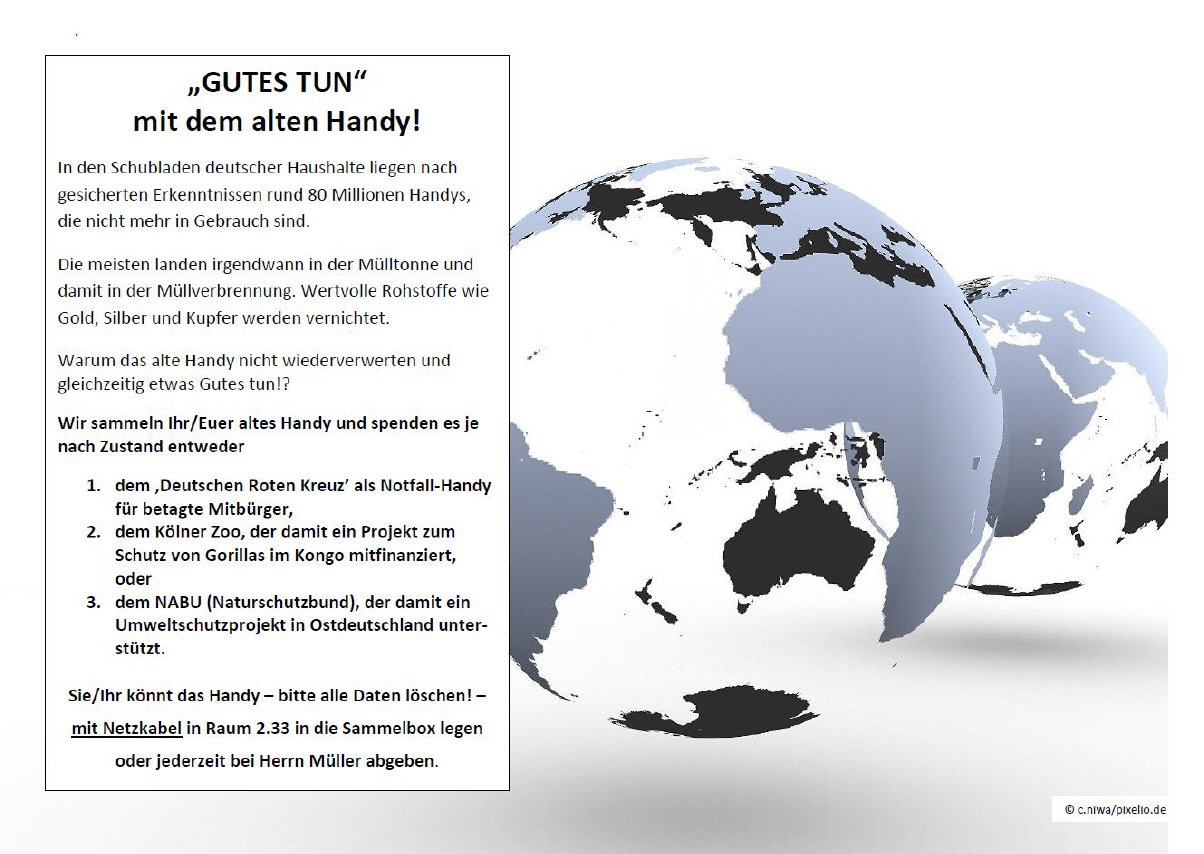 „GUTES TUN“
mit dem alten Handy!
In den Schubladen deutscher Haushalte liegen nach
gesicherten Erkenntnissen rund 80 Millionen Handys,
die nicht mehr in Gebrauch sind.
Die meisten landen irgendwann in der Mülltonne und
damit in der Müllverbrennung. Wertvolle Rohstoffe wie
Gold, Silber und Kupfer werden vernichtet.
Warum das alte Handy nicht wiederverwerten und
gleichzeitig etwas Gutes tun!?
Wir sammeln Ihr/Euer altes Handy und spenden es je
nach Zustand entweder
1. dem ‚Deutschen Roten Kreuz’ als Notfall-Handy
für betagte Mitbürger,
2. dem Kölner Zoo, der damit ein Projekt zum
Schutz von Gorillas im Kongo mitfinanziert,
oder
3. dem NABU (Naturschutzbund), der damit ein
Umweltschutzprojekt in Ostdeutschland unter-
stützt.
Sie/Ihr könnt das Handy – bitte alle Daten löschen! –
mit Netzkabel in Raum 2.33 in die Sammelbox legen
oder jederzeit bei Herrn Müller abgeben.
© c.niwa/pixelio.de